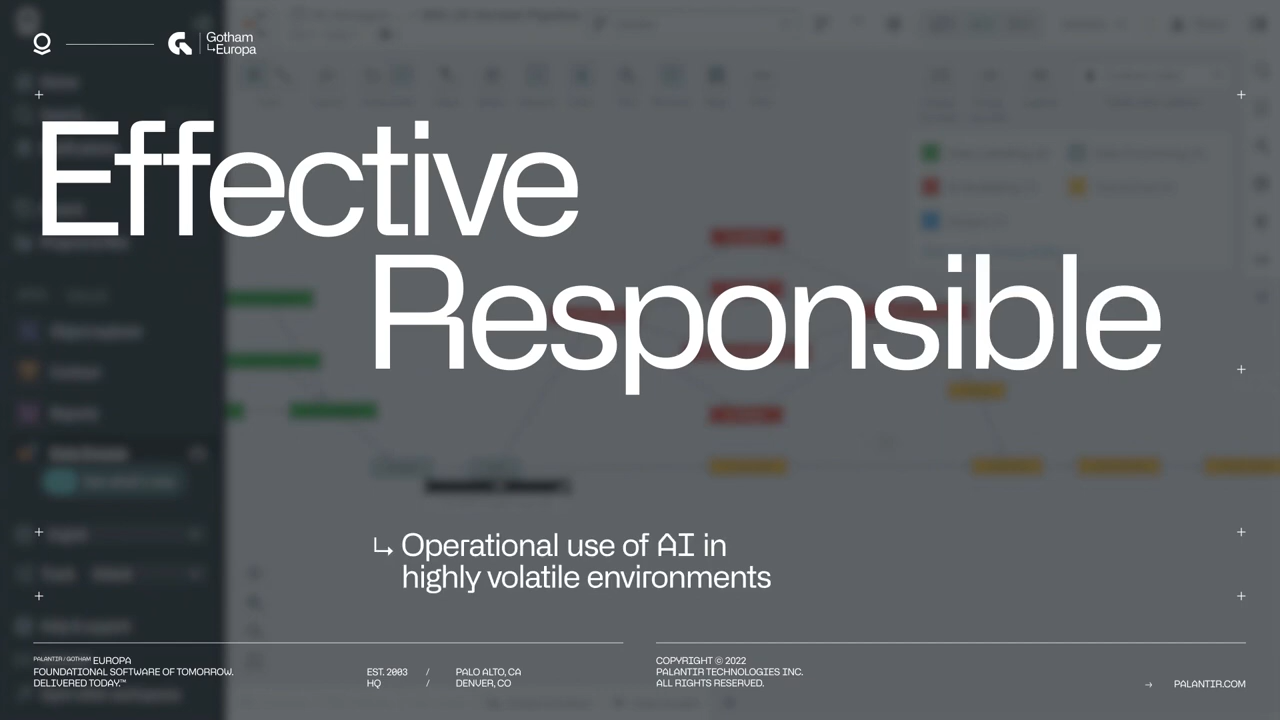 Gotham
↳Europa
Effective
Responsible
↳ Operational use of AI in
highly volatile environments
PALANTIR / GOTHAM EUROPA
FOUNDATIONAL SOFTWARE OF TOMORROW.
DELIVERED TODAY.™
EST. 2003 / PALO ALTO, CA
HQ / DENVER, CO
COPYRIGHT © 2022
PALANTIR TECHNOLOGIES INC.
ALL RIGHTS RESERVED.
→ PALANTIR.COM